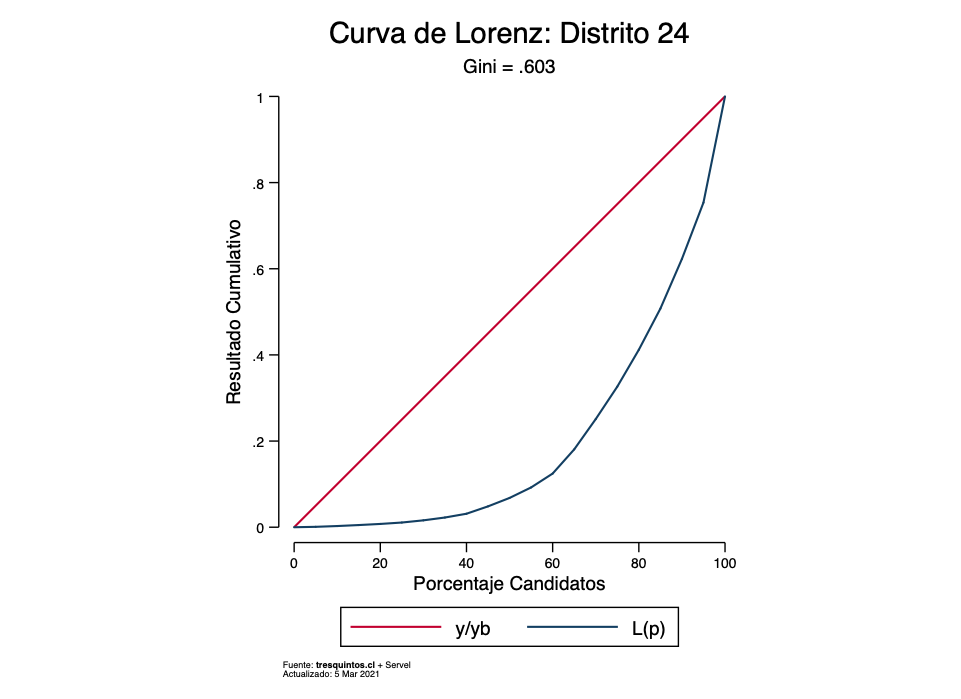 Curva de Lorenz: Distrito 24
Gini = .603
Resultado Cumulativo
1
.8
.6
.4
.2
0
0 20 40 60 80 100
Porcentaje Candidatos
y/yb L(p)
Fuente: tresquintos.cl + Servel
Actualizado: 5 Mar 2021